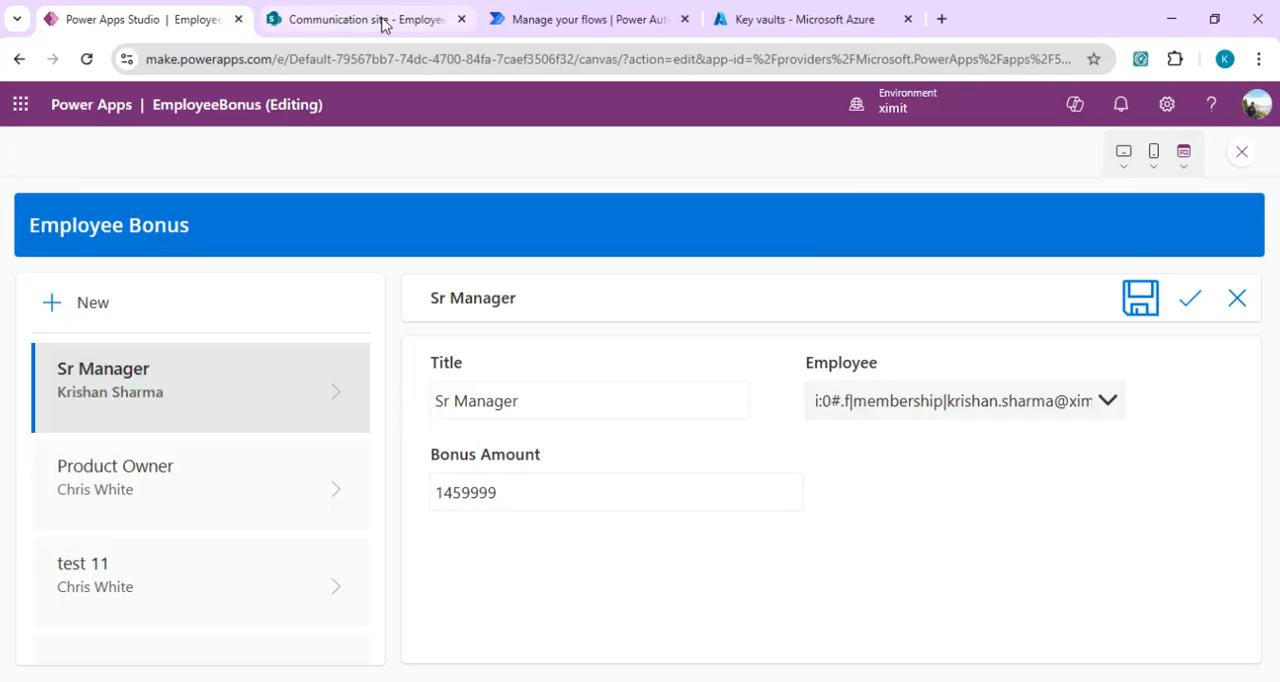 Power Apps Studio | Employee
Communication site - Employee
Manage your flows | Power Aut
Key vaults - Microsoft Azure
make.powerapps.com/e/Default-79567bb7-74dc-4700-84fa-7caef3506f32/canvas/?action=edit&app-id=%2Fproviders%2FMicrosoft.PowerApps%2Fapps%2F5...
K
Power Apps | EmployeeBonus (Editing)
Environment
ximit
?
Employee Bonus
New
Sr Manager
Krishan Sharma
Product Owner
Chris White
test 11
Chris White
Sr Manager
Title
Employee
Sr Manager
i:0#.f|membership|krishan.sharma@xim
Bonus Amount
1459999